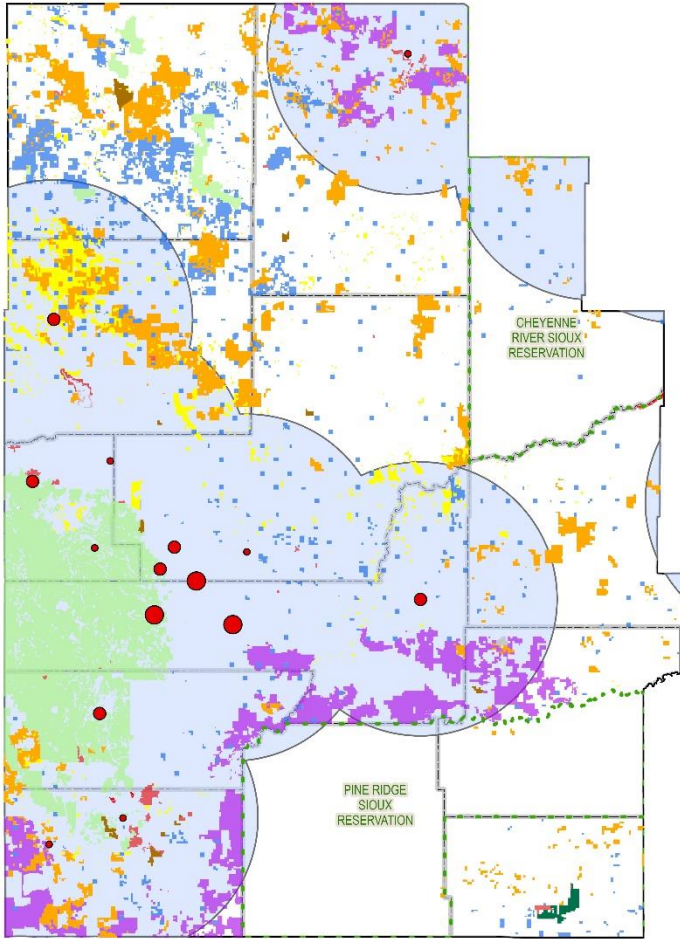 CHEYENNE
RIVER SIOUX
RESERVATION
PINE RIDGE
SIOUX
RESERVATION